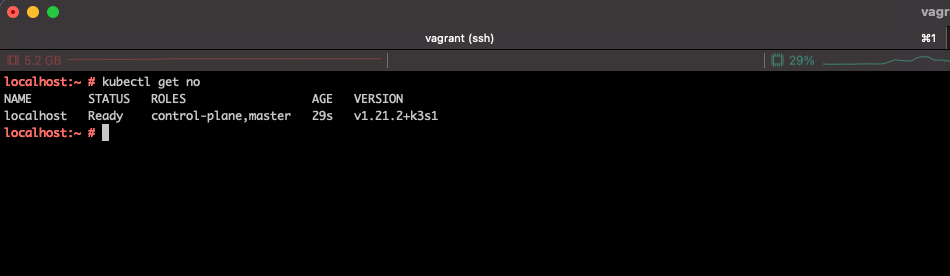 vagr
vagrant (ssh)
⌘1
5.2 GB
29%
localhost:~ # kubectl get no
NAME STATUS ROLES AGE VERSION
localhost Ready control-plane,master 29s v1.21.2+k3s1
localhost:~ #